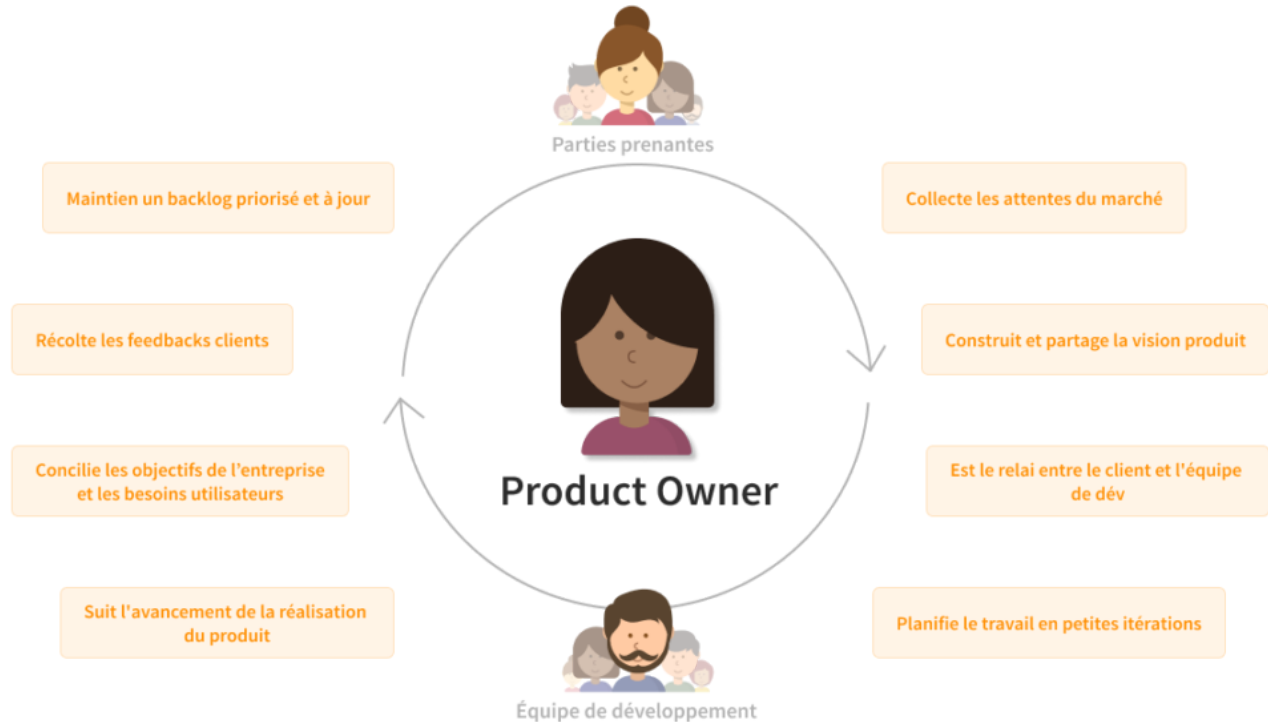 Parties prenantes
Maintien un backlog priorisé et à jour
Collecte les attentes du marché
Récolte les feedbacks clients
Construit et partage la vision produit
Concilie les objectifs de l'entreprise
et les besoins utilisateurs
Product Owner
Est le relai entre le client et l'équipe
de dév
Suit l'avancement de la réalisation
du produit
Planifie le travail en petites itérations
Équipe de développement